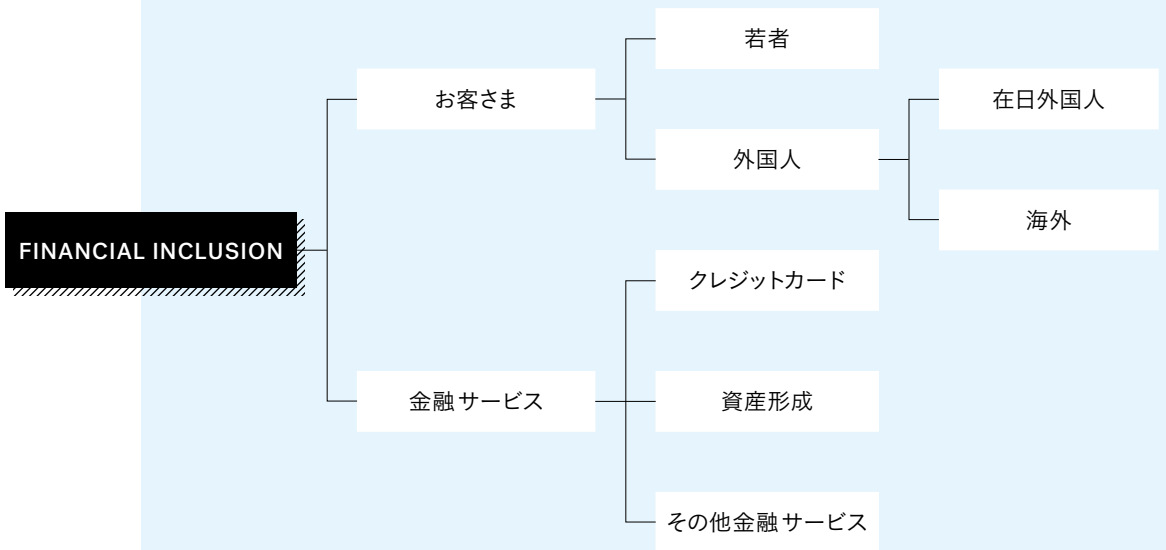 FINANCIAL INCLUSION
お客さま
若者
外国人
在日外国人
海外
金融サービス
クレジットカード
資産形成
その他金融サービス